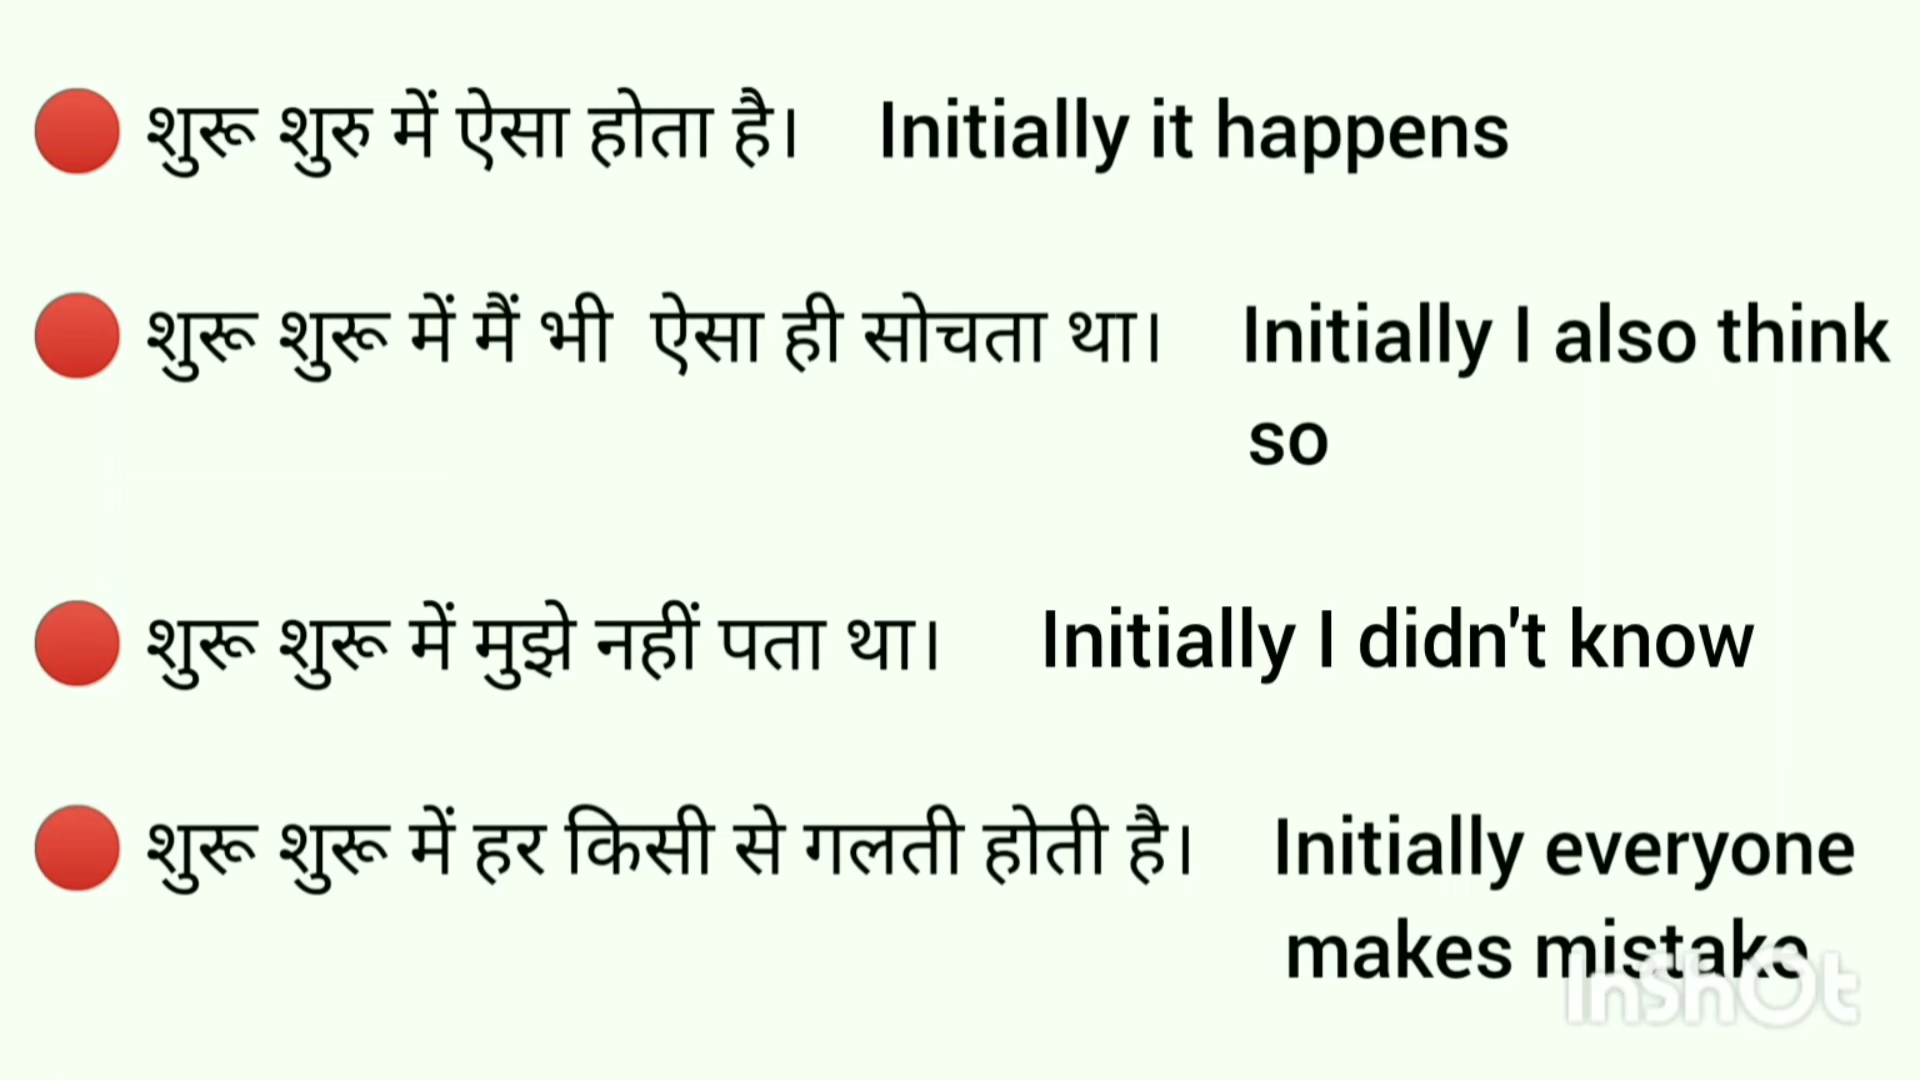 शुरू शुरु में ऐसा होता है। Initially it happens
शुरू शुरू में मैं भी ऐसा ही सोचता था। Initially I also think
so
शुरू शुरू में मुझे नहीं पता था। Initially I didn't know
शुरू शुरू में हर किसी से गलती होती है। Initially everyone
makes mistake
InShOt